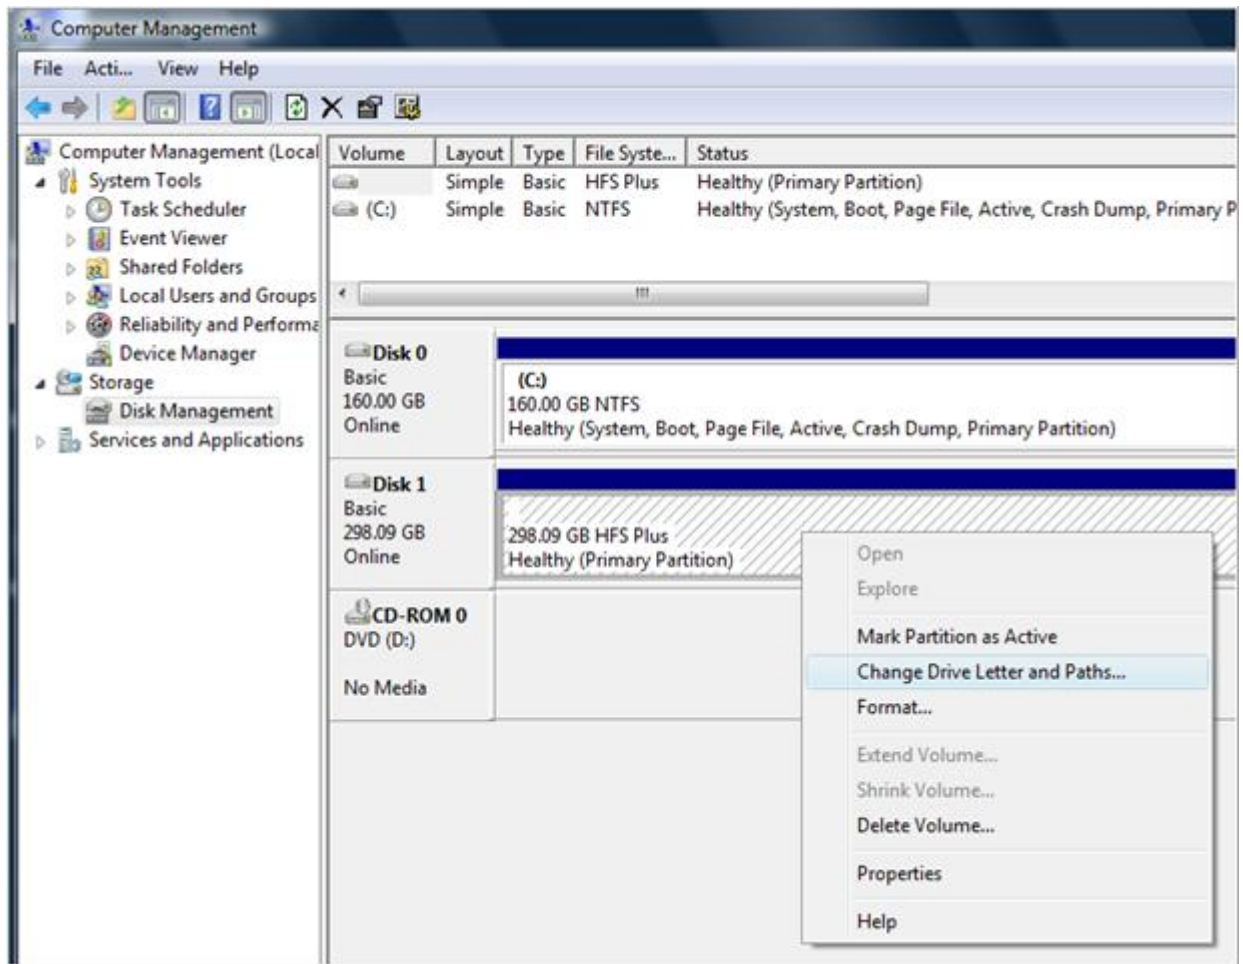 Computer Management
File Acti... View Help
Computer Management (Local
System Tools
Task Scheduler
Event Viewer
Shared Folders
Local Users and Groups
Reliability and Performa
Device Manager
Storage
Disk Management
Services and Applications
Volume Layout Type File Syste... Status
Simple Basic HFS Plus Healthy (Primary Partition)
(C:) Simple Basic NTFS Healthy (System, Boot, Page File, Active, Crash Dump, Primary P
Disk 0
Basic
160.00 GB
Online
(C:)
160.00 GB NTFS
Healthy (System, Boot, Page File, Active, Crash Dump, Primary Partition)
Disk 1
Basic
298.09 GB
Online
298.09 GB HFS Plus
Healthy (Primary Partition)
CD-ROM 0
DVD (D:)
No Media
Open
Explore
Mark Partition as Active
Change Drive Letter and Paths...
Format...
Extend Volume...
Shrink Volume...
Delete Volume...
Properties
Help